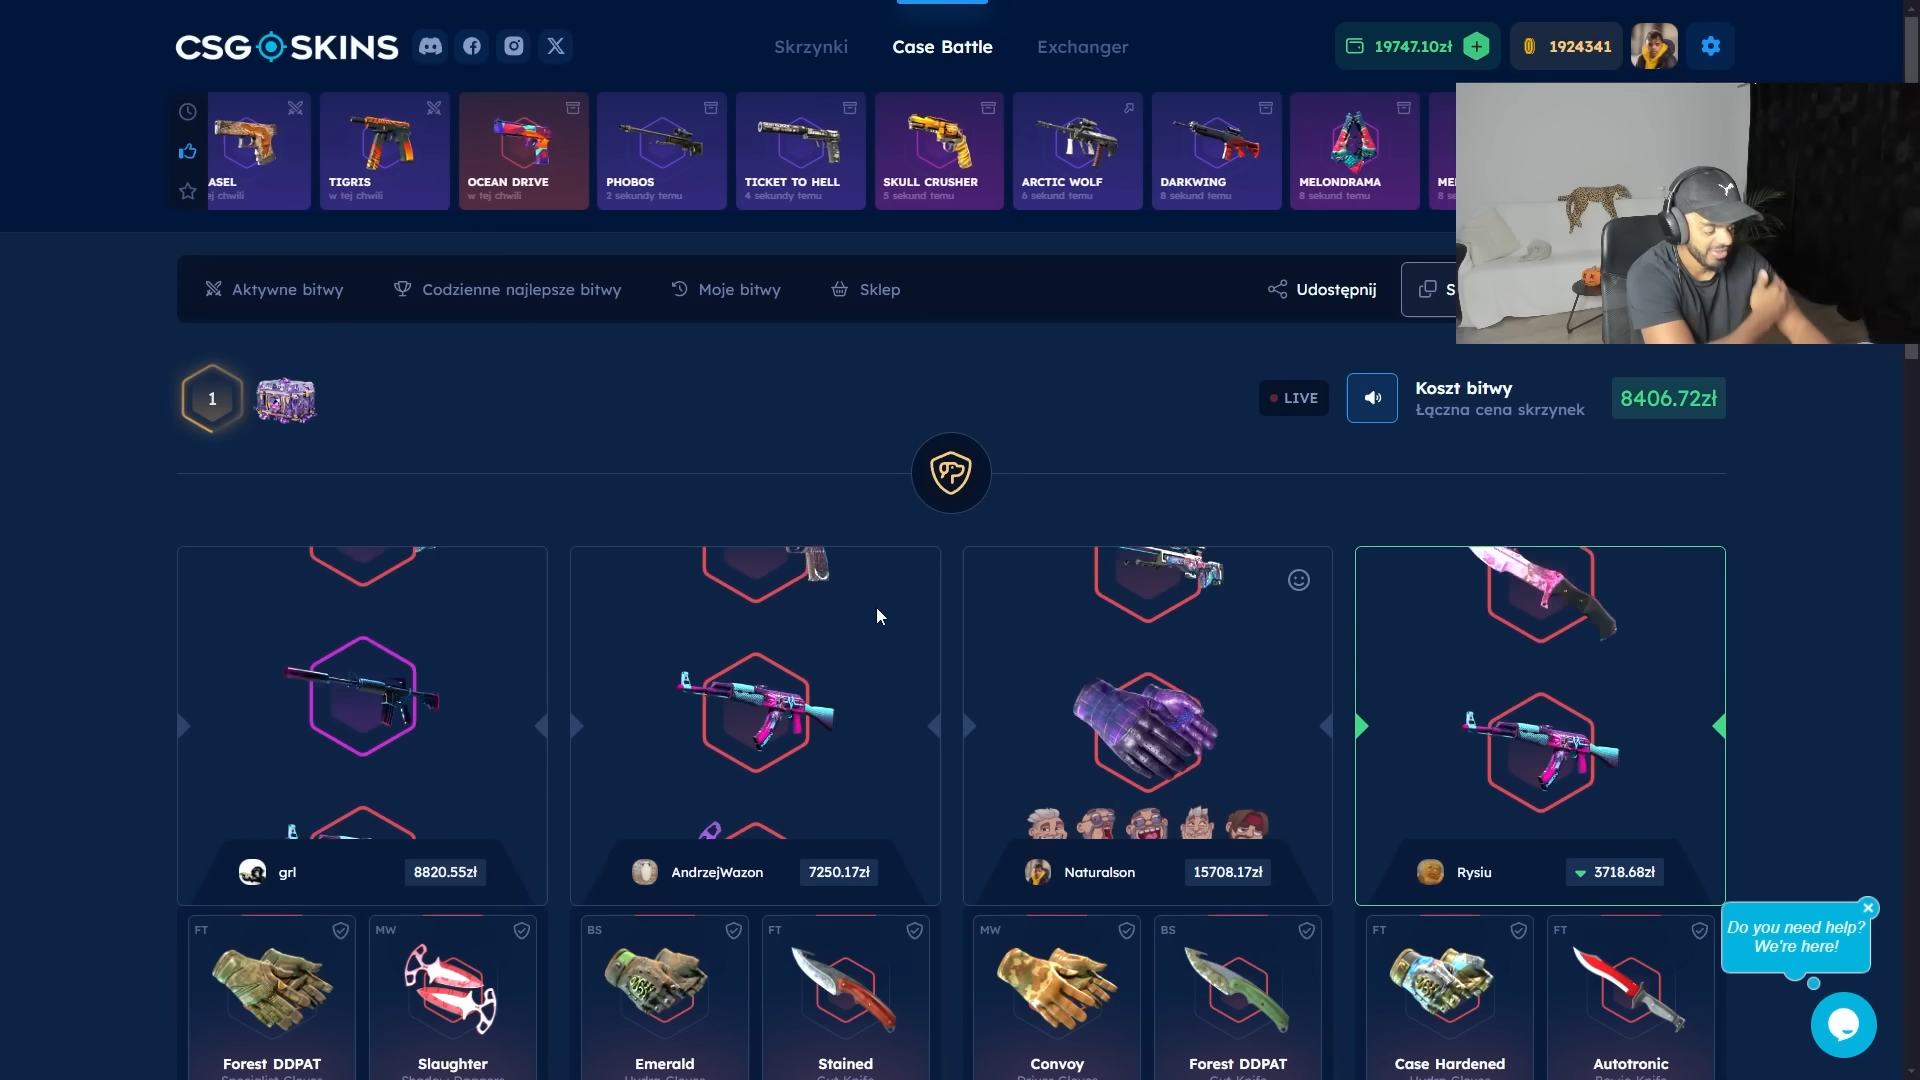 CSG SKINS
Skrzynki
Case Battle
Exchanger
19747.10zł
1924341
ASEL
j chwili
TIGRIS
w tej chwili
OCEAN DRIVE
w tej chwili
PHOBOS
2 sekundy temu
TICKET TO HELL
4 sekundy temu
SKULL CRUSHER
5 sekund temu
ARCTIC WOLF
6 sekund temu
DARKWING
8 sekund temu
MELONDRAMA
8 sekund temu
8 se
Aktywne bitwy
Codzienne najlepsze bitwy
Moje bitwy
Sklep
Udostępnij
S
1
LIVE
Koszt bitwy
Łączna cena skrzynek
8406.72zł
grl
8820.55zł
AndrzejWazon
7250.17zł
Naturalson
15708.17zł
Rysiu
3718.68zł
FT
MW
BS
FT
MW
BS
FT
FT
Forest DDPAT
Slaughter
Emerald
Stained
Convoy
Forest DDPAT
Case Hardened
Autotronic
Do you need help?
We're here!